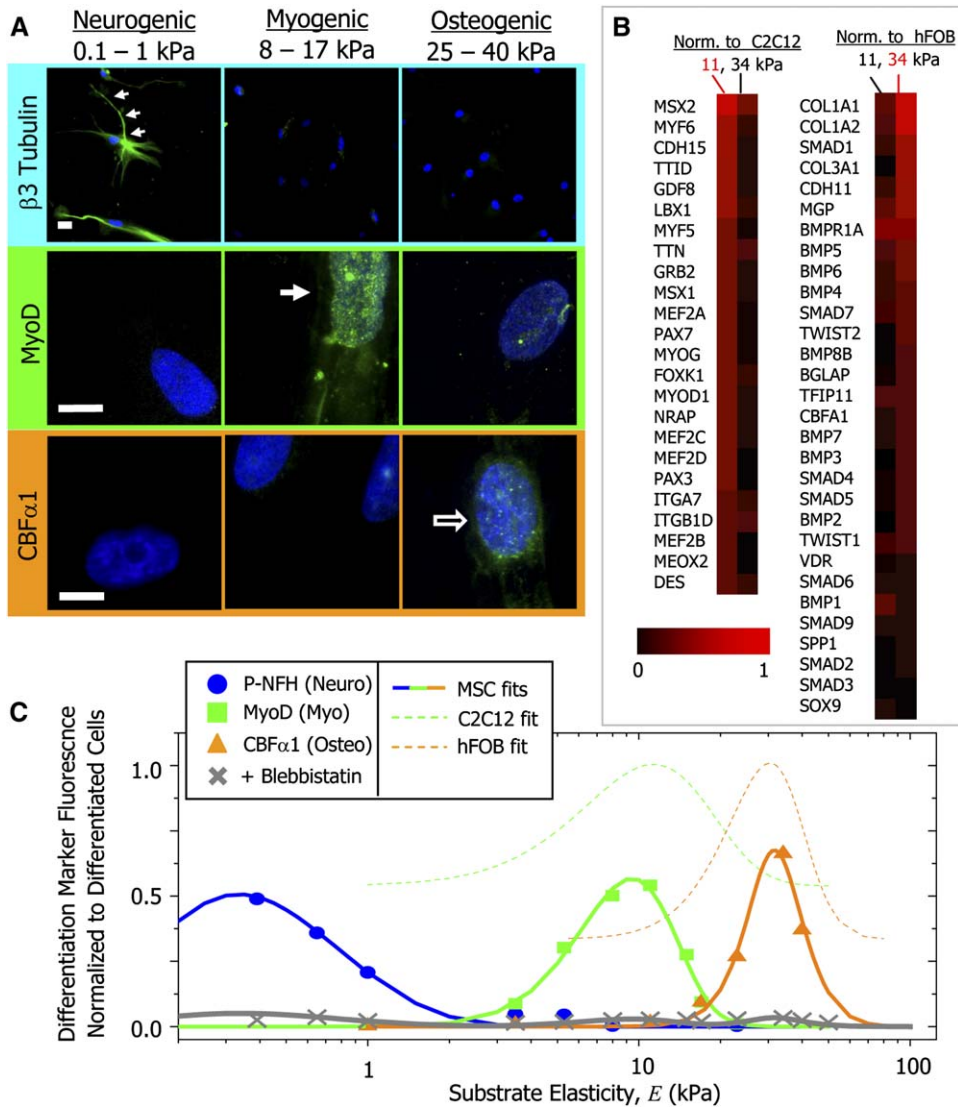 A
Neurogenic Myogenic Osteogenic
0.1 – 1 kPa 8 – 17 kPa 25 – 40 kPa
β3 Tubulin
MyoD
CBFα1
B
Norm. to C2C12
11, 34 kPa
MSX2
MYF6
CDH15
TTID
GDF8
LBX1
MYF5
TTN
GRB2
MSX1
MEF2A
PAX7
MYOG
FOXK1
MYOD1
NRAP
MEF2C
MEF2D
PAX3
ITGA7
ITGB1D
MEF2B
MEOX2
DES
0 1
Norm. to hFOB
11, 34 kPa
COL1A1
COL1A2
SMAD1
COL3A1
CDH11
MGP
BMPR1A
BMP5
BMP6
BMP4
SMAD7
TWIST2
BMP8B
BGLAP
TFIP11
CBFA1
BMP7
BMP3
SMAD4
SMAD5
BMP2
TWIST1
VDR
SMAD6
BMP1
SMAD9
SPP1
SMAD2
SMAD3
SOX9
C
P-NFH (Neuro)
MyoD (Myo)
CBFα1 (Osteo)
+ Blebbistatin
MSC fits
C2C12 fit
hFOB fit
Differentiation Marker Fluorescnce
Normalized to Differentiated Cells
1.0
0.5
0.0
1 10 100
Substrate Elasticity, E (kPa)